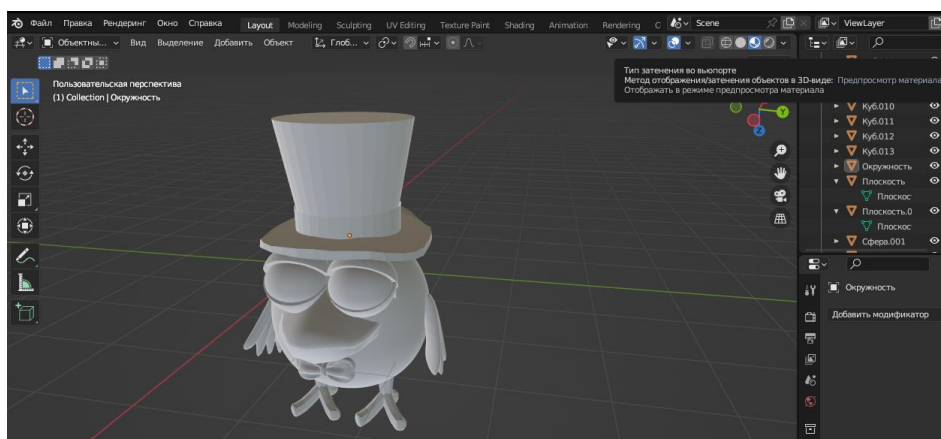 Файл Правка Рендеринг Окно Справка Layout Modeling Sculpting UV Editing Texture Paint Shading Animation Rendering C Scene ViewLayer
Объектны... Вид Выделение Добавить Объект Глоб...
Пользовательская перспектива
(1) Collection | Окружность
Тип затенения во вьюпорте
Метод отображения/затенения объектов в 3D-виде: Предпросмотр материала
Отображать в режиме предпросмотра материала
Y
Z
Куб.010
Куб.011
Куб.012
Куб.013
Окружность
Плоскость
Плоскос
Плоскость.0
Плоскос
Сфера.001
Окружность
Добавить модификатор